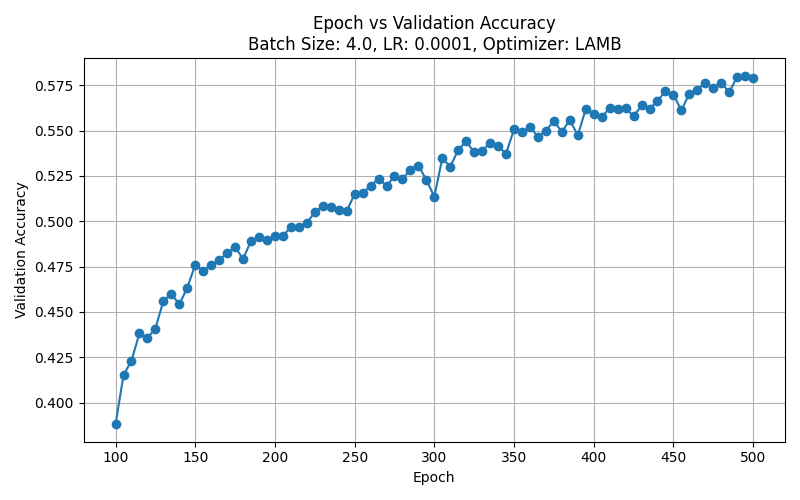 Epoch vs Validation Accuracy
Batch Size: 4.0, LR: 0.0001, Optimizer: LAMB
Validation Accuracy
0.575
0.550
0.525
0.500
0.475
0.450
0.425
0.400
100 150 200 250 300 350 400 450 500
Epoch